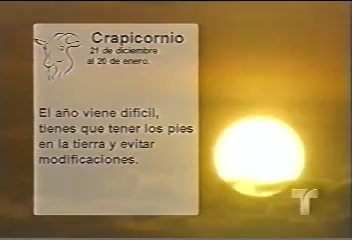 Crapicornio
21 de diciembre
al 20 de enero.
El año viene difícil,
tienes que tener los pies
en la tierra y evitar
modificaciones.
T